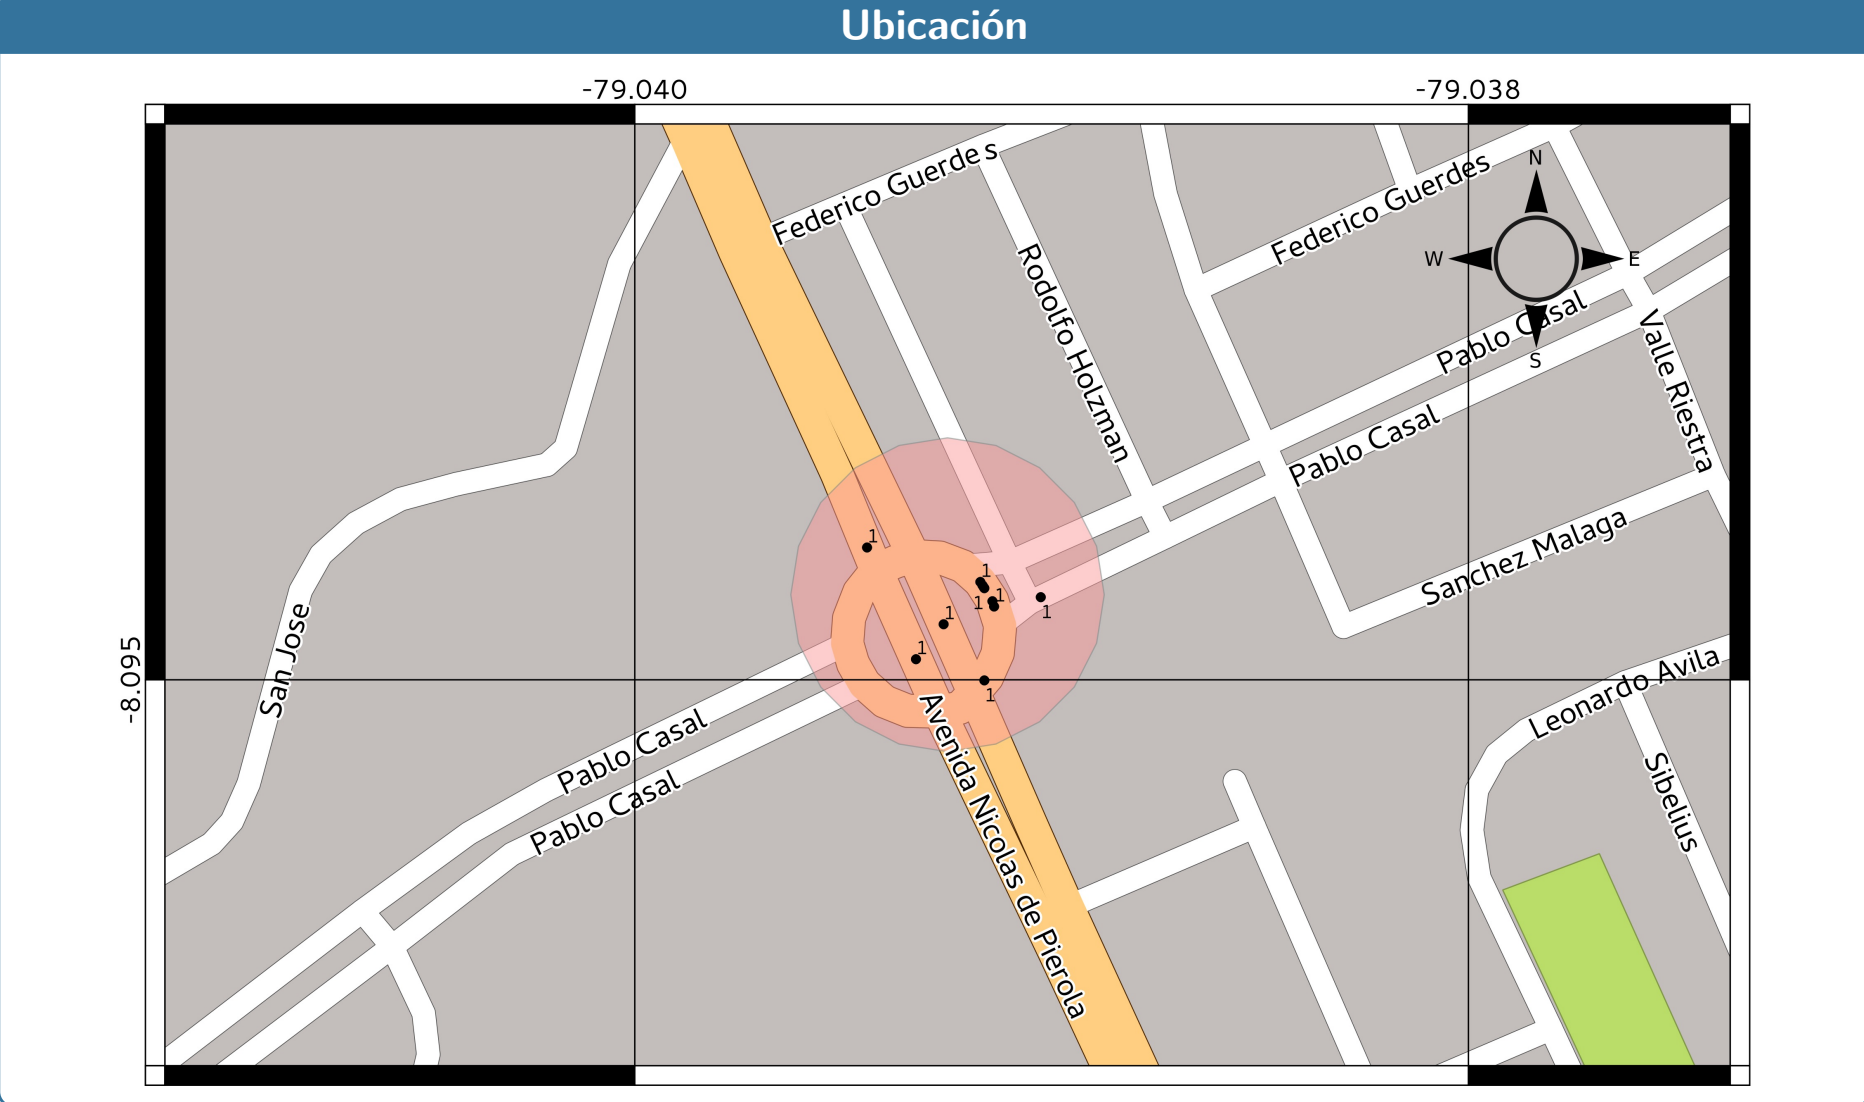 Ubicación
-79.040
-79.038
Federico Guerdes
Federico Guerdes
N
W
E
S
Rodolfo Holzman
Pablo Casal
Pablo Casal
Valle Riestra
Sanchez Malaga
1
1
1
1
1
1
1
1
San Jose
-8.095
Leonardo Avila
Pablo Casal
Pablo Casal
Avenida Nicolas de Pierola
Sibelius